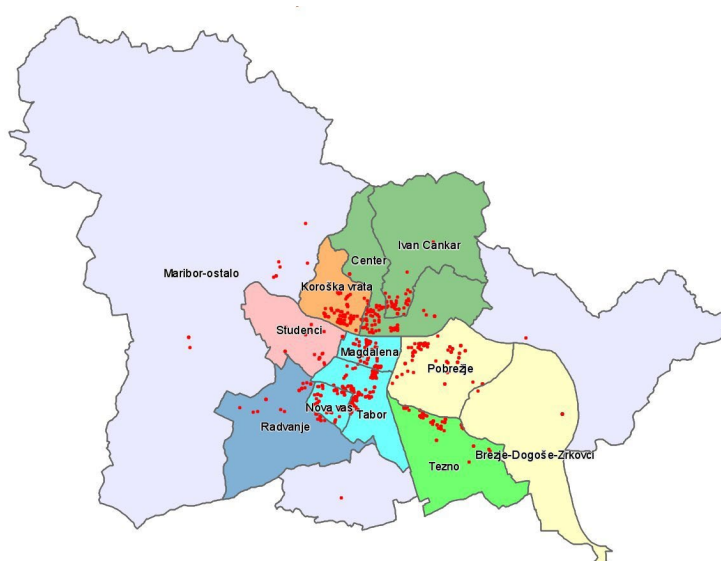 Ivan Cankar
Center
Maribor-ostalo
Koroška vrata
Studenci
Magdalena
Pobrežje
Nova vas
Tabor
Radvanje
Brezje-Dogoše-Zrkovci
Tezno